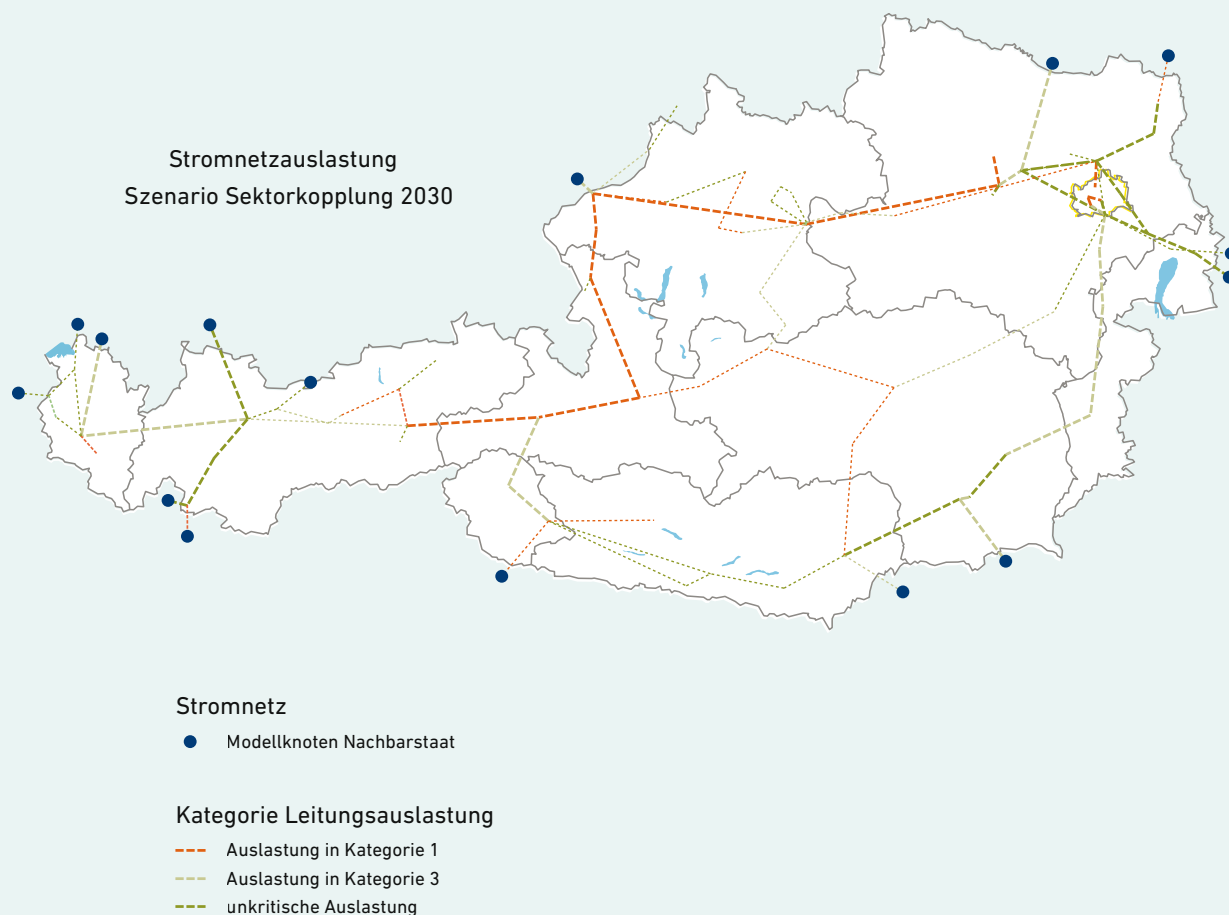 Stromnetzauslastung
Szenario Sektorkopplung 2030
Stromnetz
Modellknoten Nachbarstaat
Kategorie Leitungsauslastung
Auslastung in Kategorie 1
Auslastung in Kategorie 3
unkritische Auslastung